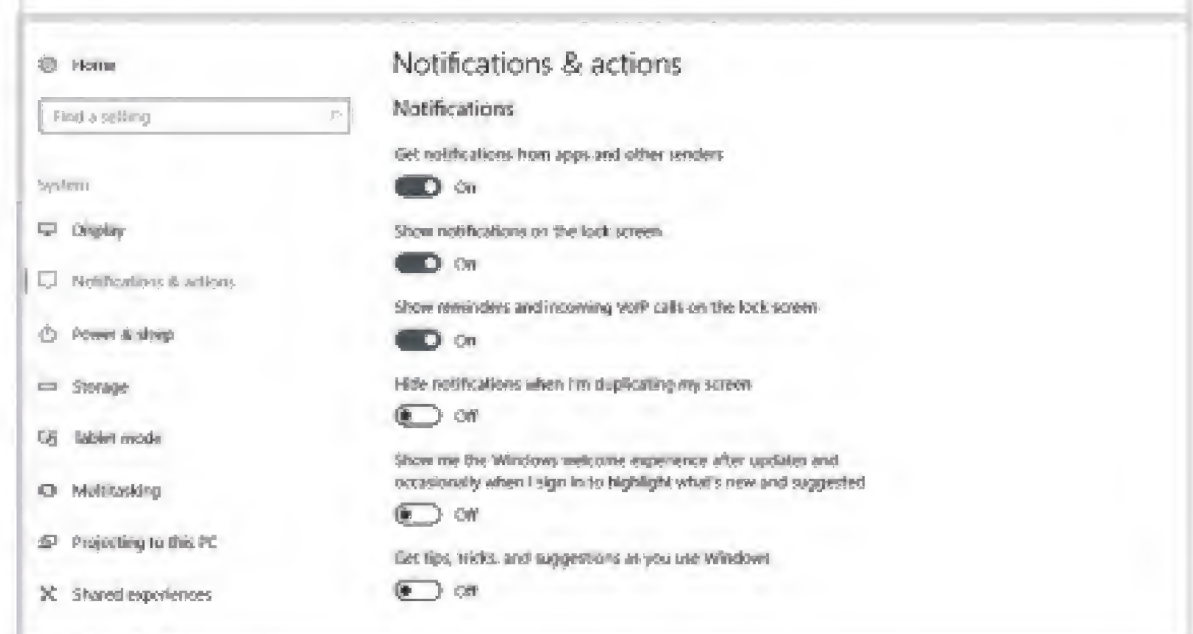 Home
Find a setting
System
Display
Notifications & actions
Power & sleep
Storage
Tablet mode
Multitasking
Projecting to this PC
Shared experiences
Notifications & actions
Notifications
Get notifications from apps and other senders
On
Show notifications on the lock screen
On
Show reminders and incoming VoIP calls on the lock screen
On
Hide notifications when I'm duplicating my screen
Off
Show me the Windows welcome experience after updates and
occasionally when I sign in to highlight what's new and suggested
Off
Get tips, tricks, and suggestions as you use Windows
Off